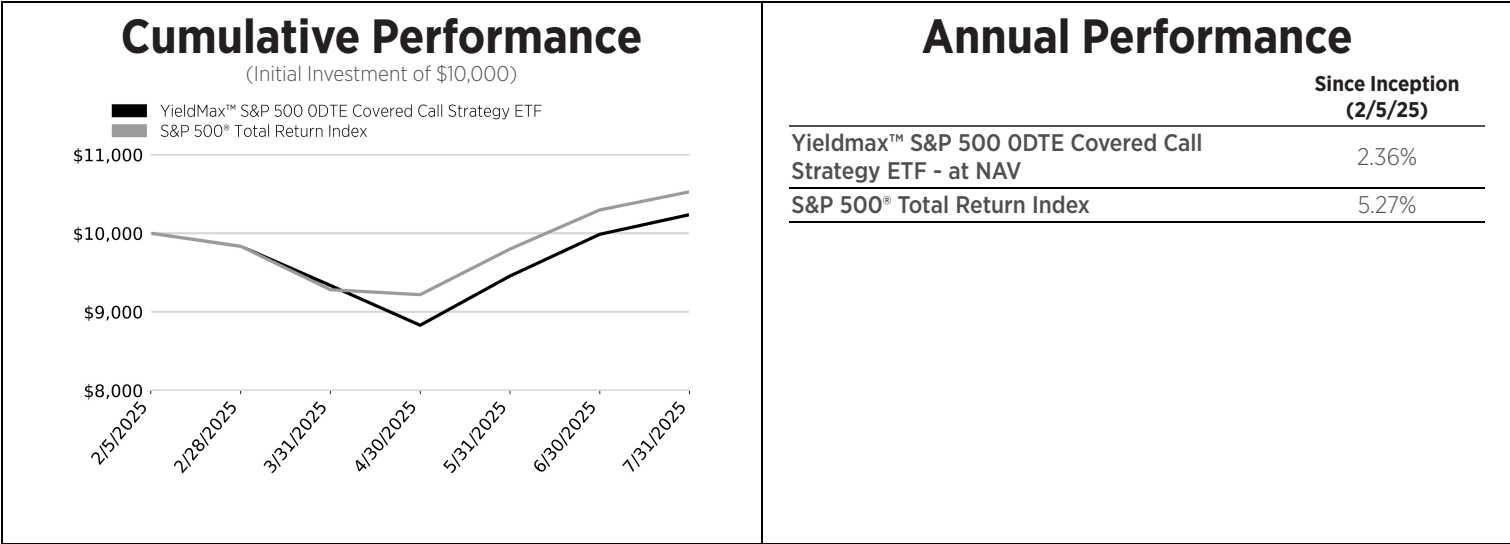 Cumulative Performance
(Initial Investment of $10,000)
YieldMax™ S&P 500 0DTE Covered Call Strategy ETF
S&P 500® Total Return Index
$11,000
$10,000
$9,000
$8,000
2/5/2025
2/28/2025
3/31/2025
4/30/2025
5/31/2025
6/30/2025
7/31/2025
Annual Performance
Since Inception
(2/5/25)
Yieldmax™ S&P 500 0DTE Covered Call
Strategy ETF - at NAV
2.36%
S&P 500® Total Return Index
5.27%